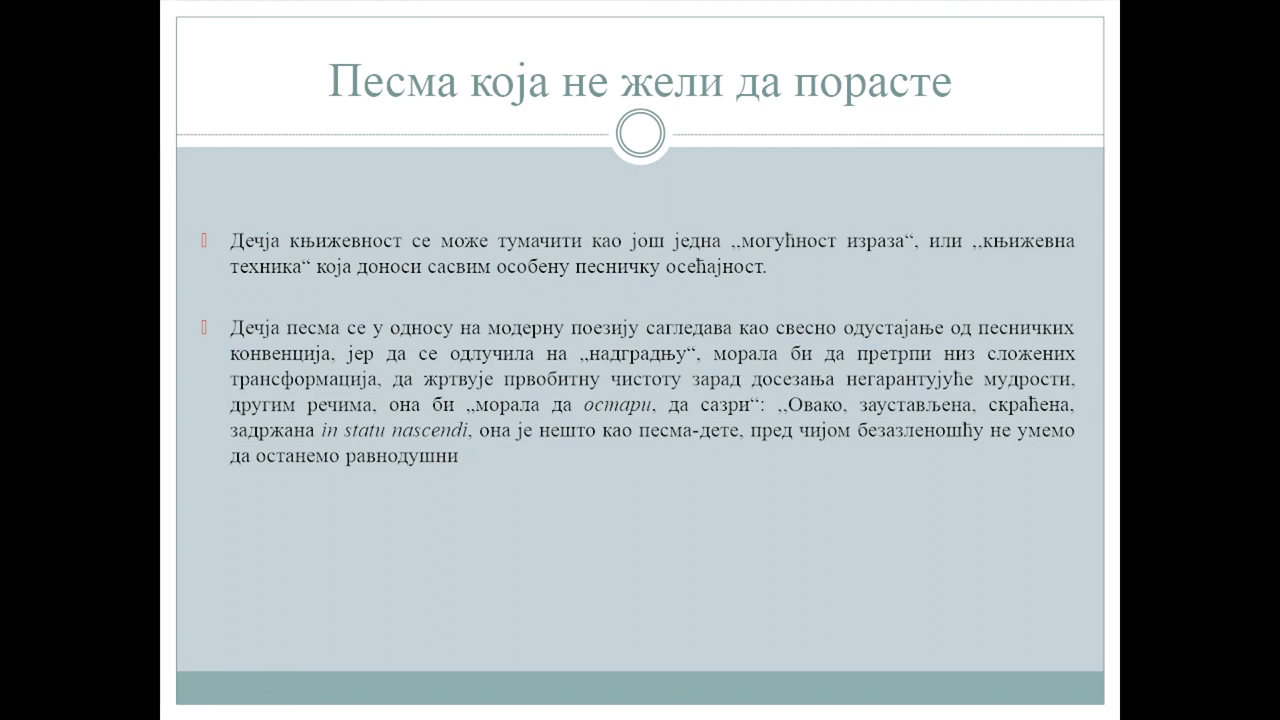 Песма која не жели да порасте
Дечја књижевност се може тумачити као још једна ,,могућност израза“, или ,,књижевна
техника“ која доноси сасвим особену песничку осећајност.
Дечја песма се у односу на модерну поезију сагледава као свесно одустајање од песничких
конвенција, јер да се одлучила на „надградњу“, морала би да претрпи низ сложених
трансформација, да жртвује првобитну чистоту зарад досезања негарантујуће мудрости,
другим речима, она би „морала да остари, да сазри“: ,,Овако, заустављена, скраћена,
задржана in statu nascendi, она је нешто као песма-дете, пред чијом безазленошћу не умемо
да останемо равнодушни